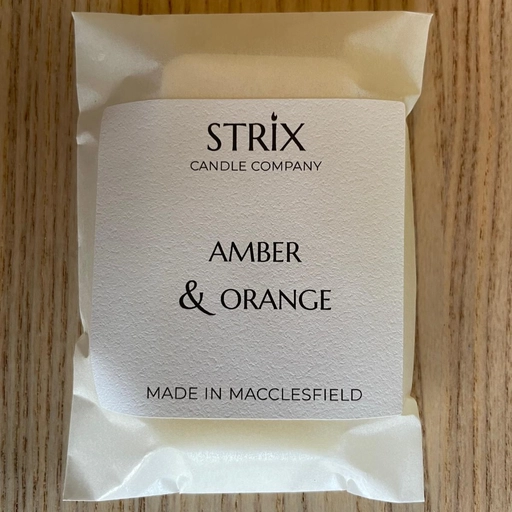 STRIX
CANDLE COMPANY
AMBER
& ORANGE
MADE IN MACCLESFIELD